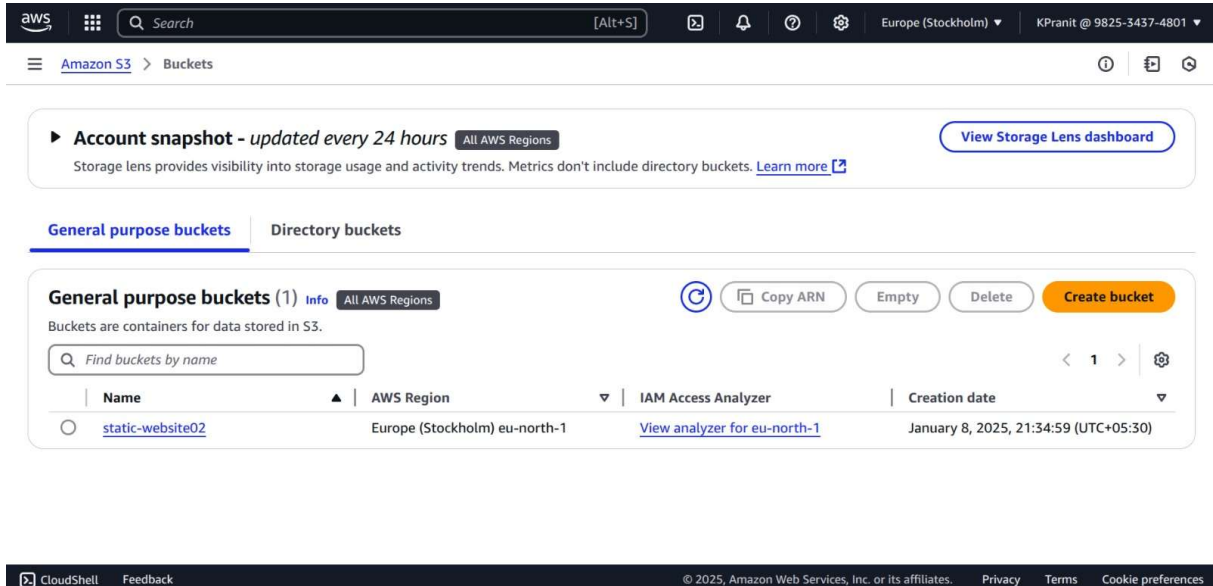 aws Search [Alt+S] Europe (Stockholm) KPranit @ 9825-3437-4801
Amazon S3 > Buckets
Account snapshot - updated every 24 hours All AWS Regions View Storage Lens dashboard
Storage lens provides visibility into storage usage and activity trends. Metrics don't include directory buckets. Learn more
General purpose buckets Directory buckets
General purpose buckets (1) Info All AWS Regions Copy ARN Empty Delete Create bucket
Buckets are containers for data stored in S3.
Find buckets by name < 1 >
Name AWS Region IAM Access Analyzer Creation date
static-website02 Europe (Stockholm) eu-north-1 View analyzer for eu-north-1 January 8, 2025, 21:34:59 (UTC+05:30)
CloudShell Feedback © 2025, Amazon Web Services, Inc. or its affiliates. Privacy Terms Cookie preferences